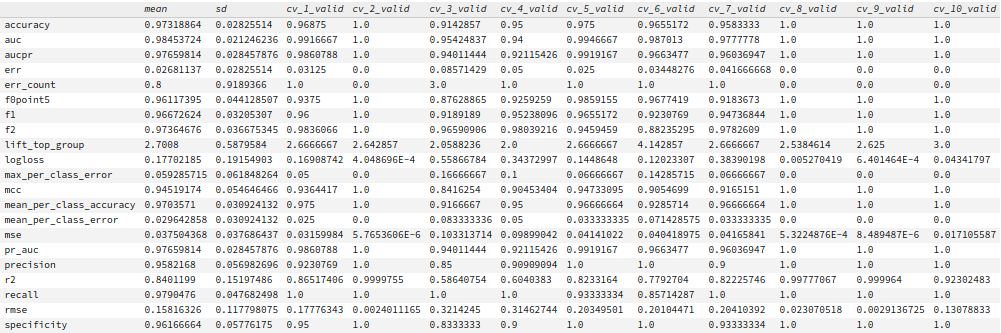 mean sd cv_1_valid cv_2_valid cv_3_valid cv_4_valid cv_5_valid cv_6_valid cv_7_valid cv_8_valid cv_9_valid cv_10_valid
accuracy 0.97318864 0.02825514 0.96875 1.0 0.9142857 0.95 0.975 0.9655172 0.9583333 1.0 1.0 1.0
auc 0.98453724 0.021246236 0.9916667 1.0 0.95424837 0.94 0.9946667 0.987013 0.9777778 1.0 1.0 1.0
aucpr 0.97659814 0.028457876 0.9860788 1.0 0.94011444 0.92115426 0.9919167 0.9663477 0.96036947 1.0 1.0 1.0
err 0.02681137 0.02825514 0.03125 0.0 0.08571429 0.05 0.025 0.03448276 0.041666668 0.0 0.0 0.0
err_count 0.8 0.9189366 1.0 0.0 3.0 1.0 1.0 1.0 1.0 0.0 0.0 0.0
f0point5 0.96117395 0.044128507 0.9375 1.0 0.87628865 0.9259259 0.9859155 0.9677419 0.9183673 1.0 1.0 1.0
f1 0.96672624 0.03205307 0.96 1.0 0.9189189 0.95238096 0.9655172 0.9230769 0.94736844 1.0 1.0 1.0
f2 0.97364676 0.036675345 0.9836066 1.0 0.96590906 0.98039216 0.9459459 0.88235295 0.9782609 1.0 1.0 1.0
lift_top_group 2.7008 0.5879584 2.6666667 2.642857 2.0588236 2.0 2.6666667 4.142857 2.6666667 2.5384614 2.625 3.0
logloss 0.17702185 0.19154903 0.16908742 4.048696E-4 0.55866784 0.34372997 0.1448648 0.12023307 0.38390198 0.005270419 6.401464E-4 0.04341797
max_per_class_error 0.059285715 0.061848264 0.05 0.0 0.16666667 0.1 0.06666667 0.14285715 0.06666667 0.0 0.0 0.0
mcc 0.94519174 0.054646466 0.9364417 1.0 0.8416254 0.90453404 0.94733095 0.9054699 0.9165151 1.0 1.0 1.0
mean_per_class_accuracy 0.9703571 0.030924132 0.975 1.0 0.9166667 0.95 0.96666664 0.9285714 0.96666664 1.0 1.0 1.0
mean_per_class_error 0.029642858 0.030924132 0.025 0.0 0.083333336 0.05 0.033333335 0.071428575 0.033333335 0.0 0.0 0.0
mse 0.037504368 0.037686437 0.03159984 5.7653606E-6 0.103313714 0.09899042 0.04141022 0.040418975 0.04165841 5.3224876E-4 8.489487E-6 0.017105587
pr_auc 0.97659814 0.028457876 0.9860788 1.0 0.94011444 0.92115426 0.9919167 0.9663477 0.96036947 1.0 1.0 1.0
precision 0.9582168 0.056982696 0.9230769 1.0 0.85 0.90909094 1.0 1.0 0.9 1.0 1.0 1.0
r2 0.8401199 0.15197486 0.86517406 0.9999755 0.58640754 0.6040383 0.8233164 0.7792704 0.82225746 0.99777067 0.999964 0.92302483
recall 0.9790476 0.047682498 1.0 1.0 1.0 1.0 0.93333334 0.85714287 1.0 1.0 1.0 1.0
rmse 0.15816326 0.117798075 0.17776343 0.0024011165 0.3214245 0.31462744 0.20349501 0.20104471 0.20410392 0.023070518 0.0029136725 0.13078833
specificity 0.96166664 0.05776175 0.95 1.0 0.8333333 0.9 1.0 1.0 0.93333334 1.0 1.0 1.0